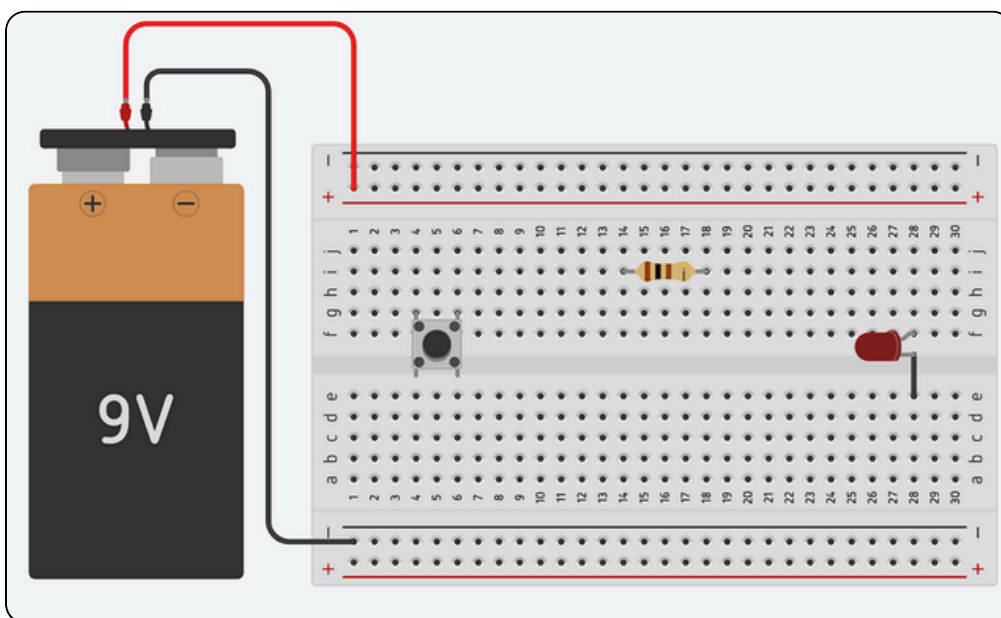 − −
+ +
1 2 3 4 5 6 7 8 9 10 11 12 13 14 15 16 17 18 19 20 21 22 23 24 25 26 27 28 29 30
+ −
j j
i i
h h
g g
f f
9V
e e
d d
c c
b b
a a
1 2 3 4 5 6 7 8 9 10 11 12 13 14 15 16 17 18 19 20 21 22 23 24 25 26 27 28 29 30
− −
+ +